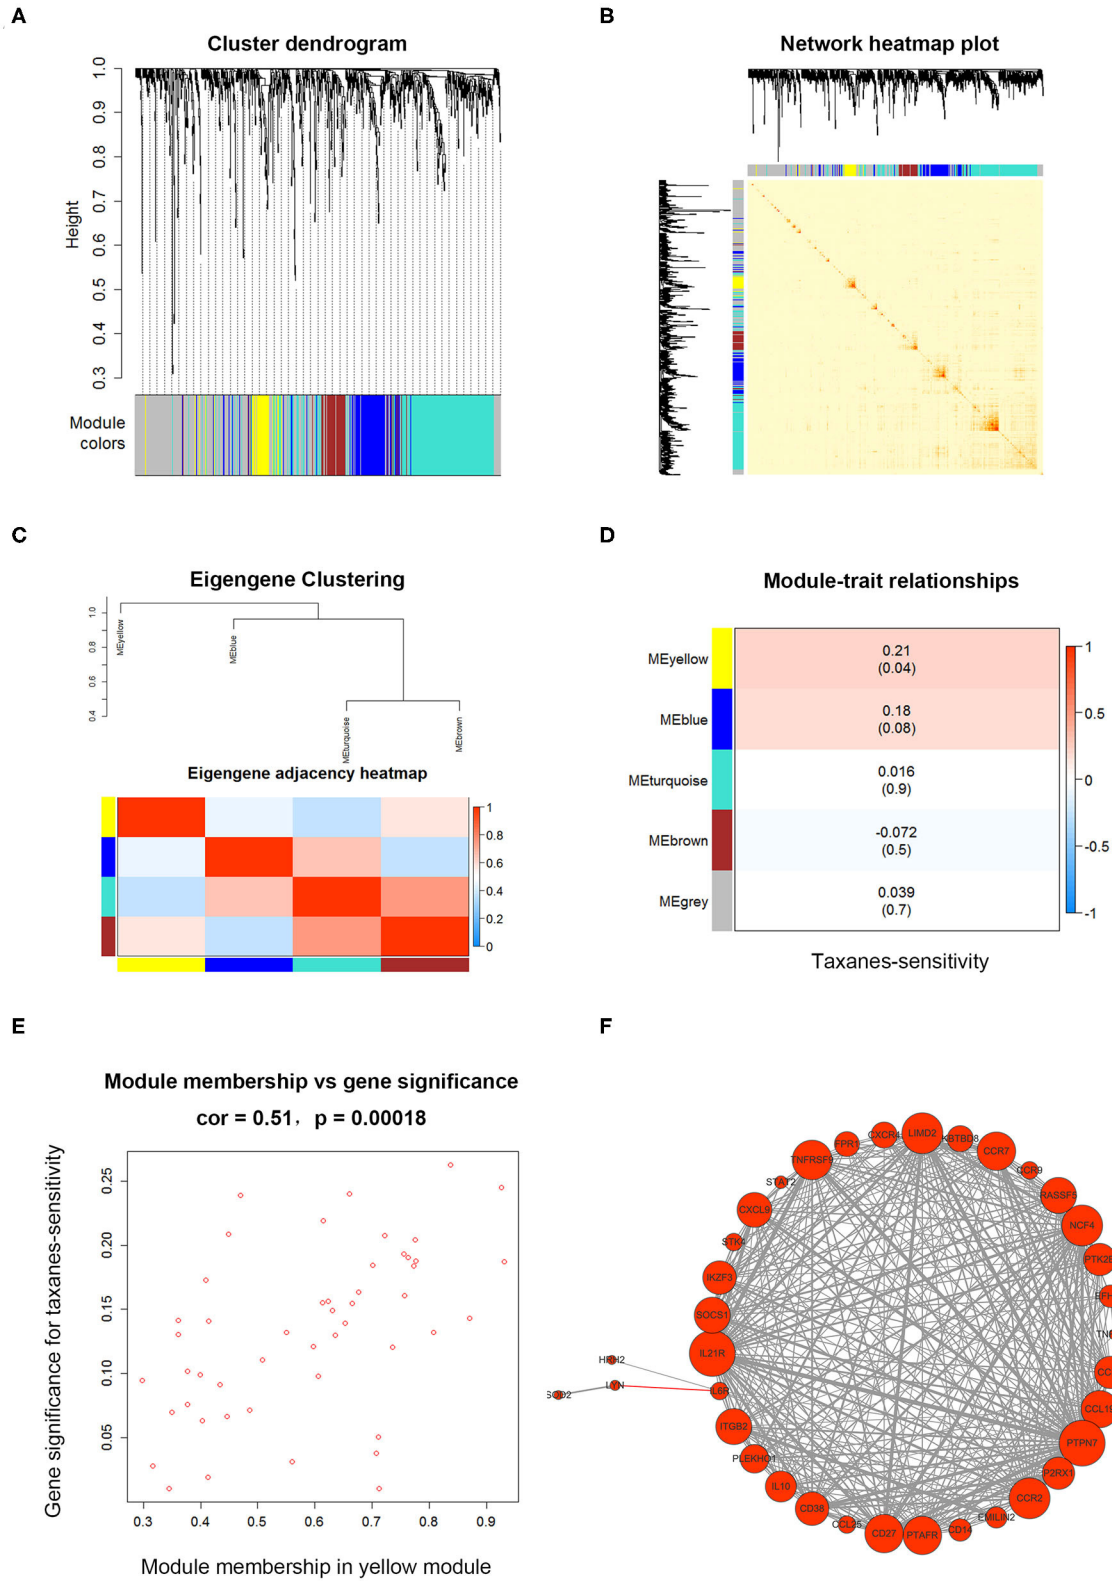 A
Cluster dendrogram
Height
1.0
0.9
0.8
0.7
0.6
0.5
0.4
0.3
Module
colors
B
Network heatmap plot
C
Eigengene Clustering
1.0
0.8
0.6
0.4
MEyellow
MEblue
MEturquoise
MEbrown
Eigengene adjacency heatmap
1
0.8
0.6
0.4
0.2
0
D
Module-trait relationships
MEyellow
0.21
(0.04)
MEblue
0.18
(0.08)
MEturquoise
0.016
(0.9)
MEbrown
-0.072
(0.5)
MEgrey
0.039
(0.7)
1
0.5
0
-0.5
-1
Taxanes-sensitivity
E
Module membership vs gene significance
cor = 0.51, p = 0.00018
Gene significance for taxanes-sensitivity
0.25
0.20
0.15
0.10
0.05
0.3 0.4 0.5 0.6 0.7 0.8 0.9
Module membership in yellow module
F
LIMD2
KBTBD8
CXCR4
FPR1
CCR7
TNFRSF9
CCR9
STAT2
RASSF5
CXCL9
NCF4
STK4
PTK2B
IKZF3
SOCS1
IL21R
HHH2
LYN
SOD2
IL6R
CCL19
ITGB2
PTPN7
PLEKHO1
P2RX1
IL10
CCR2
CD38
EMILIN2
CCL25
CD27
PTAFR
CD14